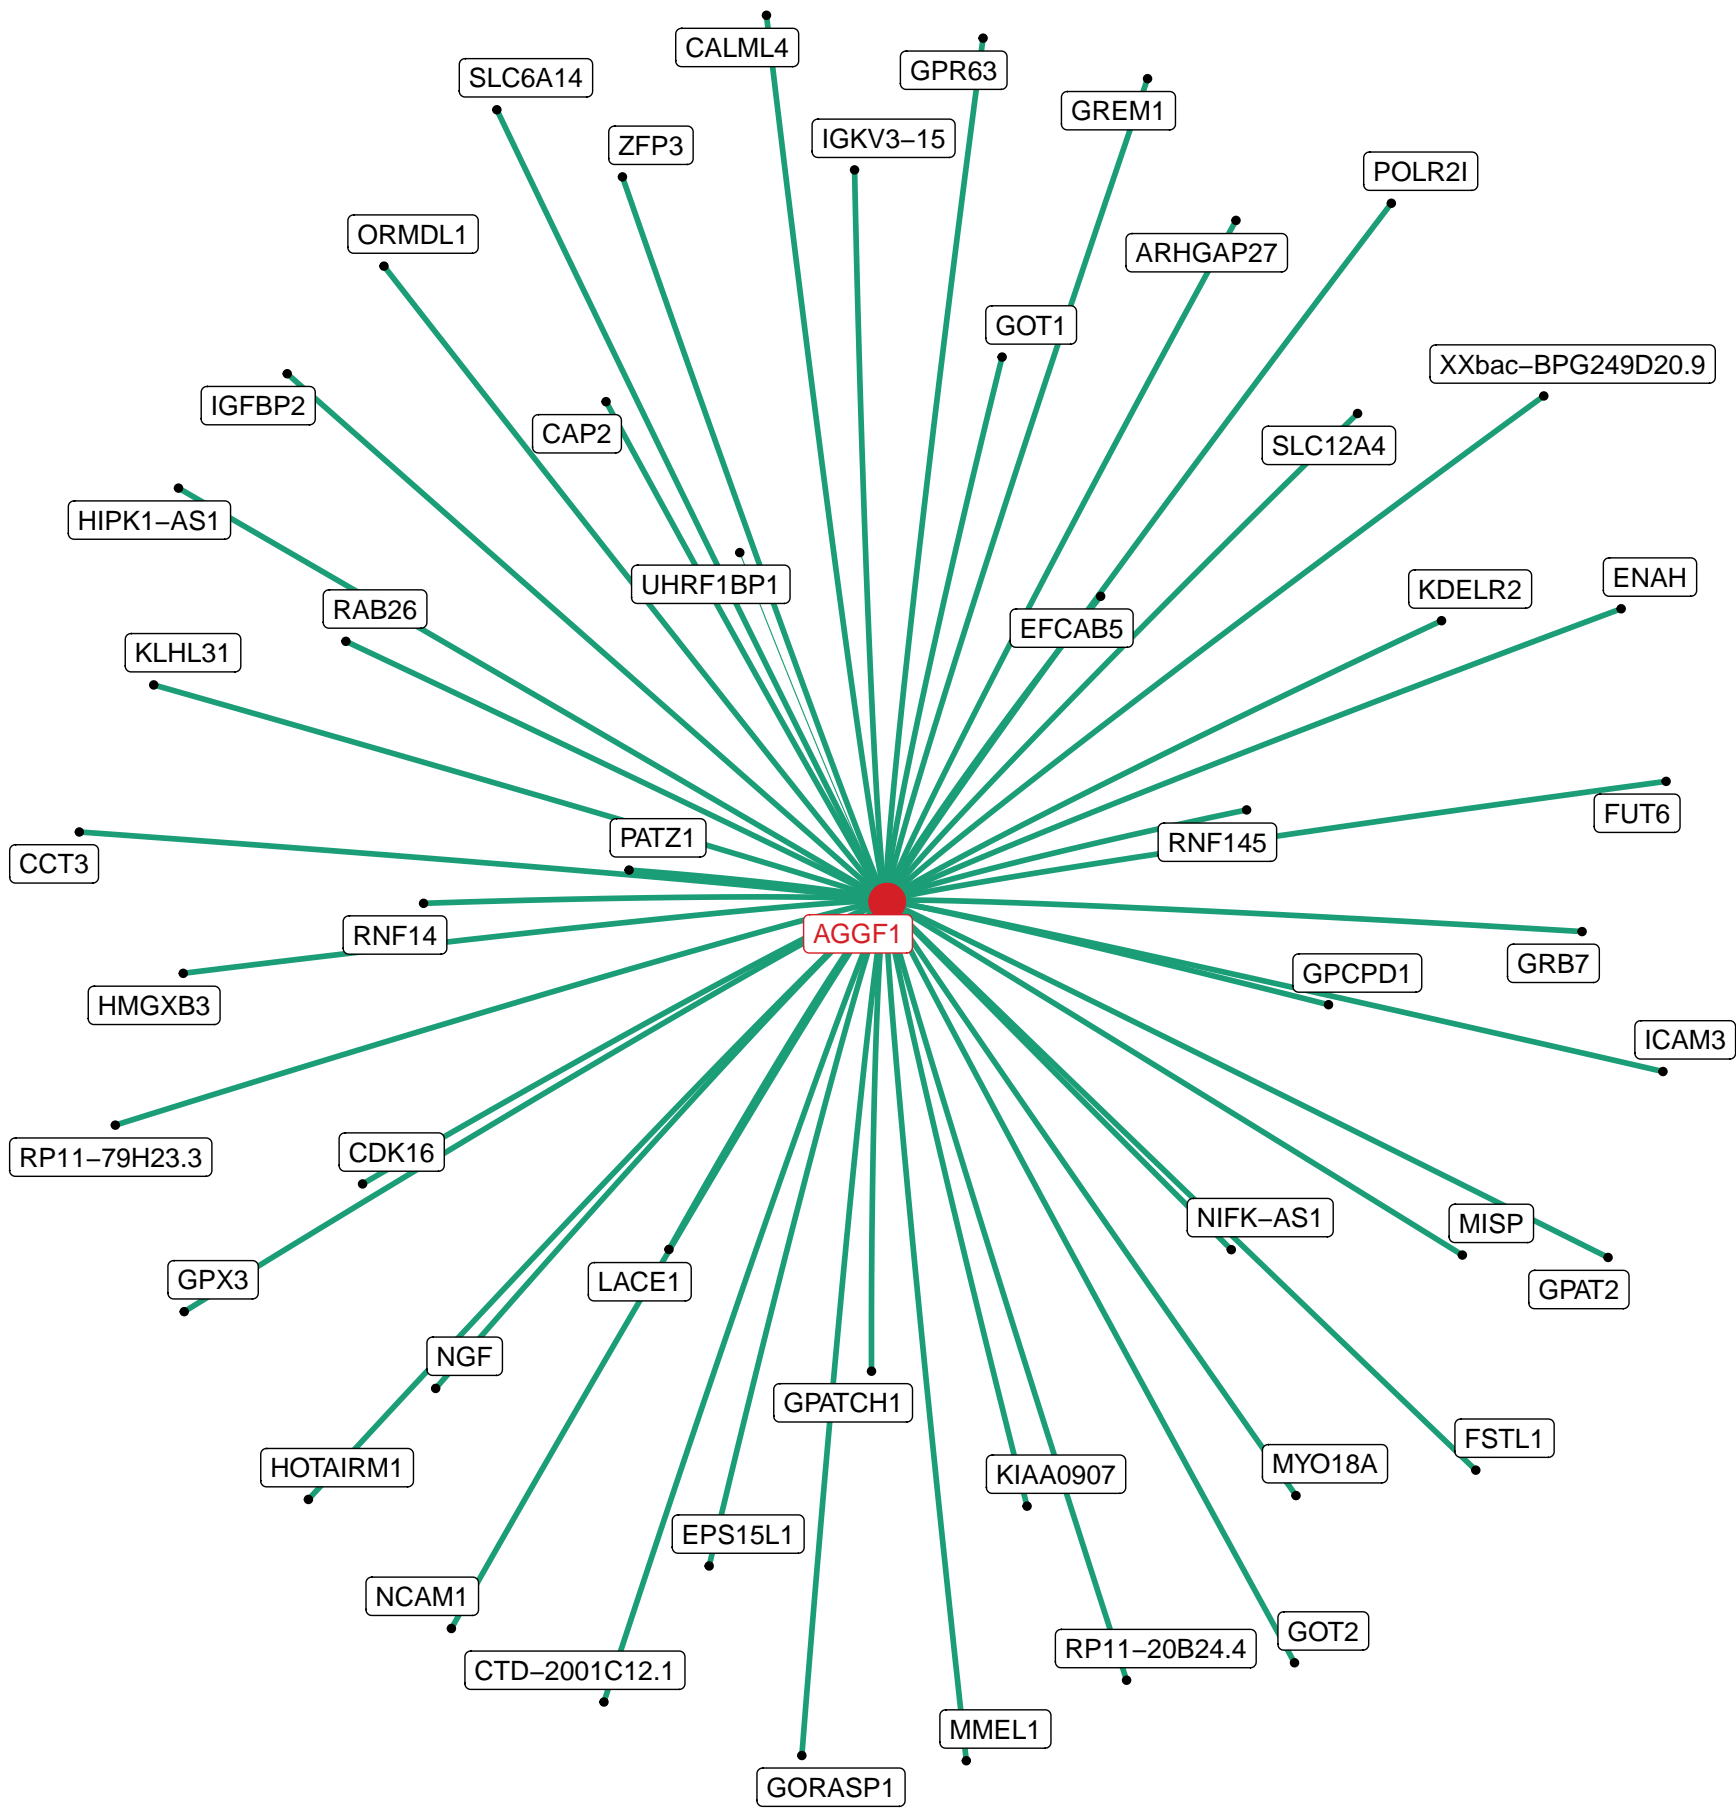 CALML4
GPR63
SLC6A14
GREM1
IGKV3−15
ZFP3
POLR2I
ORMDL1
ARHGAP27
GOT1
XXbac−BPG249D20.9
IGFBP2
CAP2
SLC12A4
HIPK1−AS1
UHRF1BP1
ENAH
KDELR2
RAB26
EFCAB5
KLHL31
FUT6
PATZ1
RNF145
CCT3
RNF14
AGGF1
GRB7
GPCPD1
HMGXB3
ICAM3
CDK16
RP11−79H23.3
NIFK−AS1
MISP
GPX3
LACE1
GPAT2
NGF
GPATCH1
FSTL1
MYO18A
HOTAIRM1
KIAA0907
EPS15L1
NCAM1
GOT2
RP11−20B24.4
CTD−2001C12.1
MMEL1
GORASP1